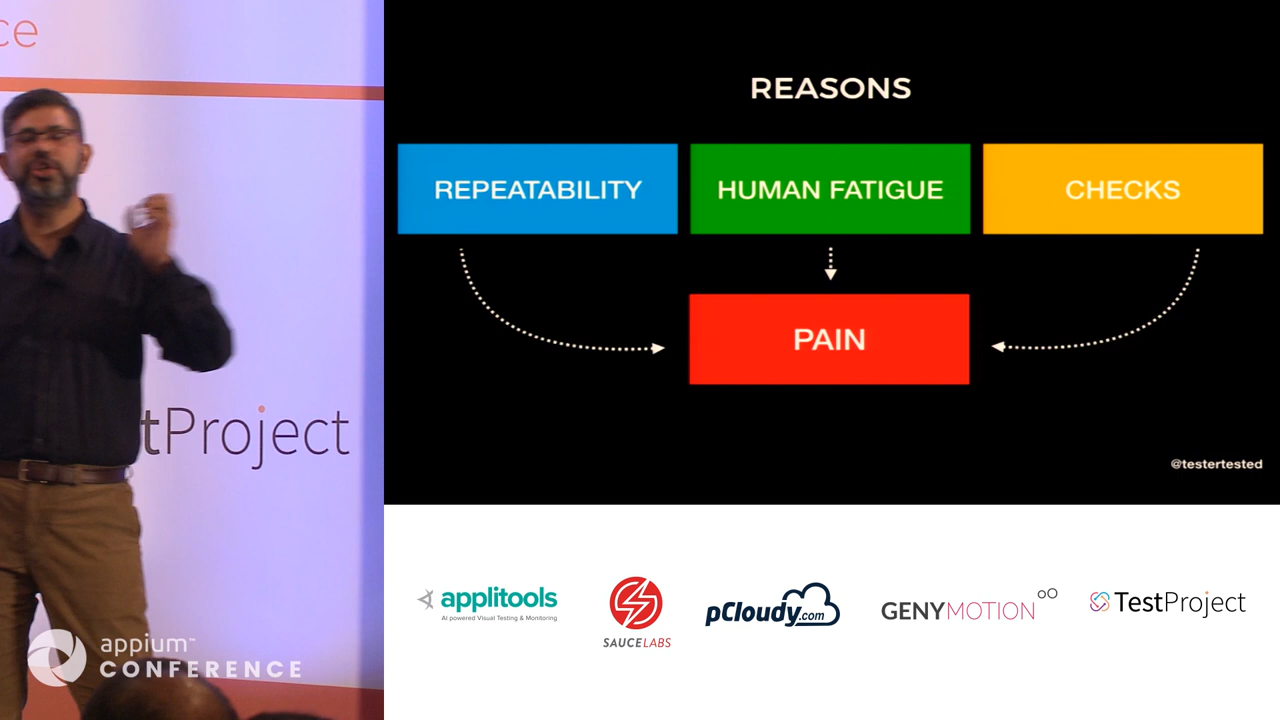 ce
tProject
appium™
CONFERENCE
REASONS
REPEATABILITY
HUMAN FATIGUE
CHECKS
PAIN
@testertested
applitools
AI powered Visual Testing & Monitoring
SAUCELABS
pCloudy.com
GENYMOTION
TestProject